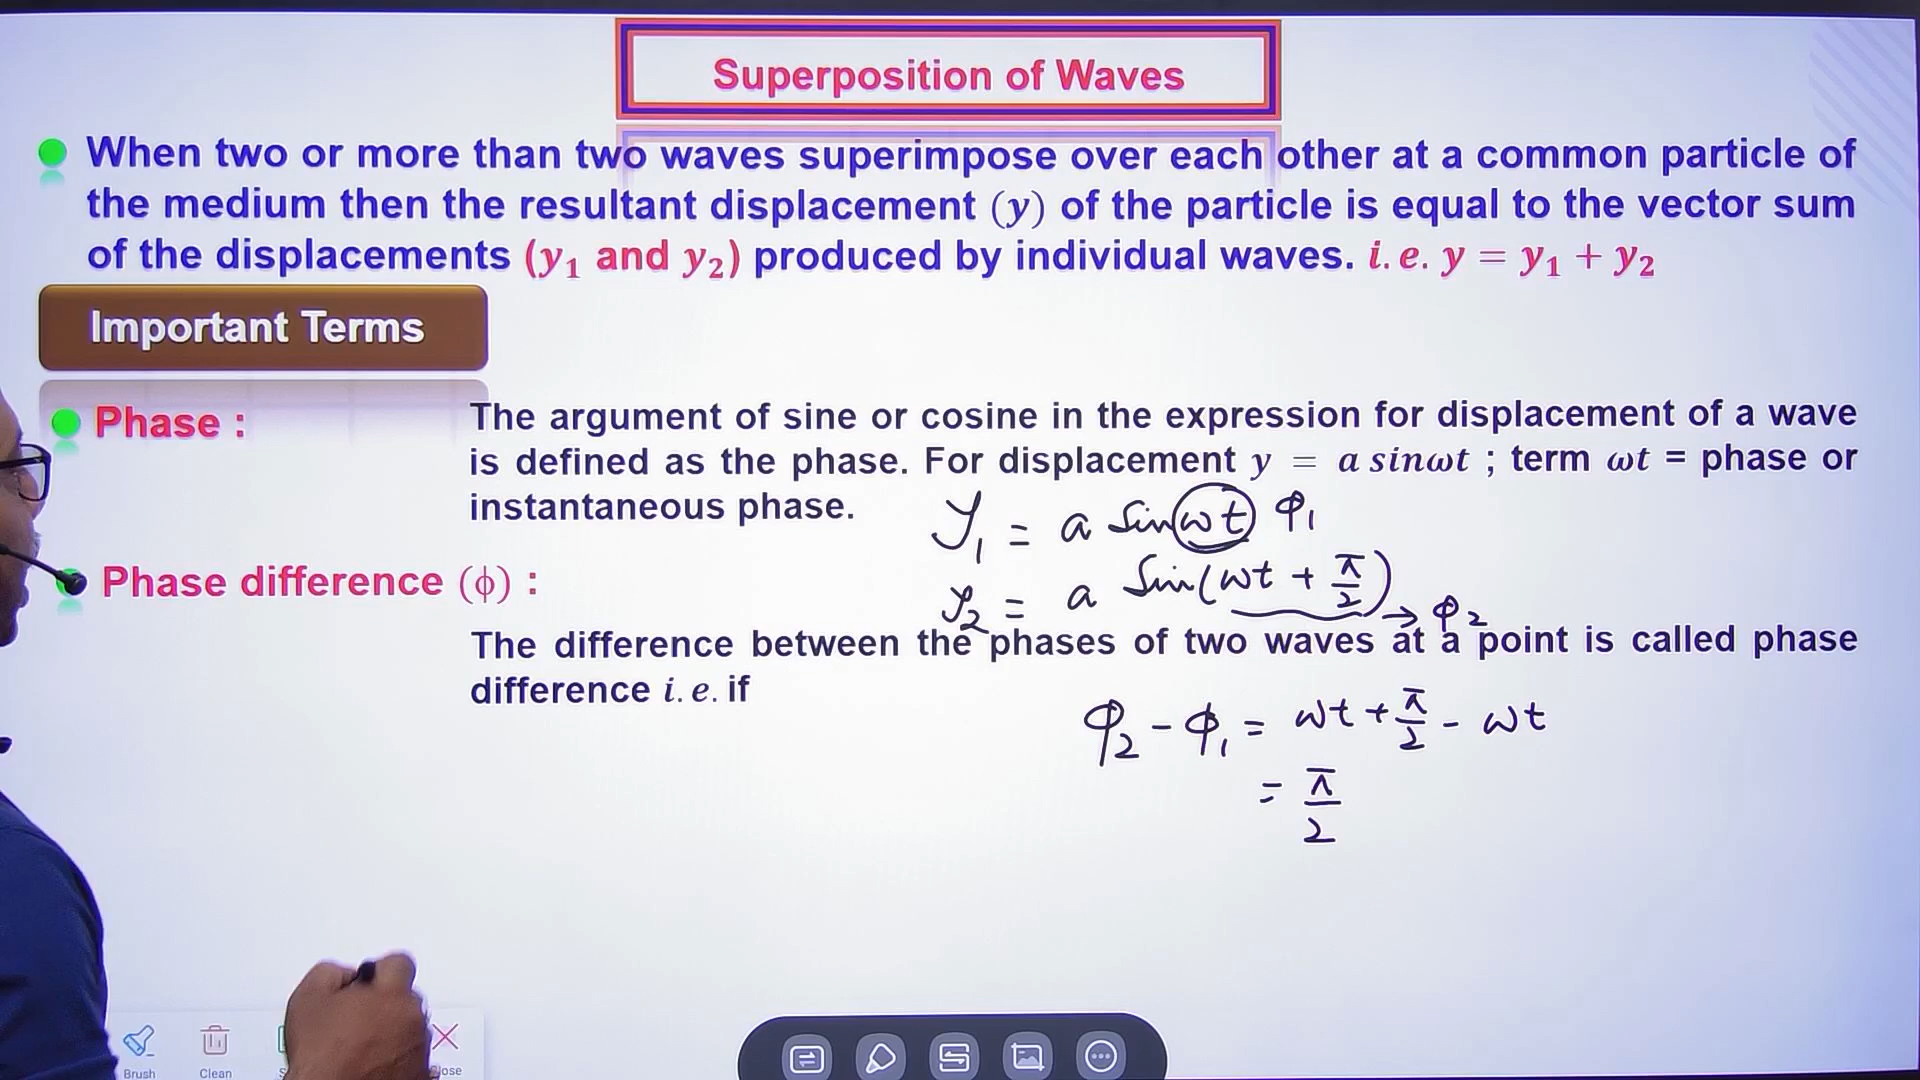 Superposition of Waves
When two or more than two waves superimpose over each other at a common particle of
the medium then the resultant displacement (y) of the particle is equal to the vector sum
of the displacements (y₁ and y₂) produced by individual waves. i.e. y = y₁ + y₂
Important Terms
Phase :
The argument of sine or cosine in the expression for displacement of a wave
is defined as the phase. For displacement y = a sinωt ; term ωt = phase or
instantaneous phase.
y₁ = a sin ωt φ₁
Phase difference (ϕ) :
y₂ = a sin(ωt + π/2) → φ₂
The difference between the phases of two waves at a point is called phase
difference i.e. if
φ₂ - φ₁ = ωt + π/2 - ωt
= π/2
Brush
Clean